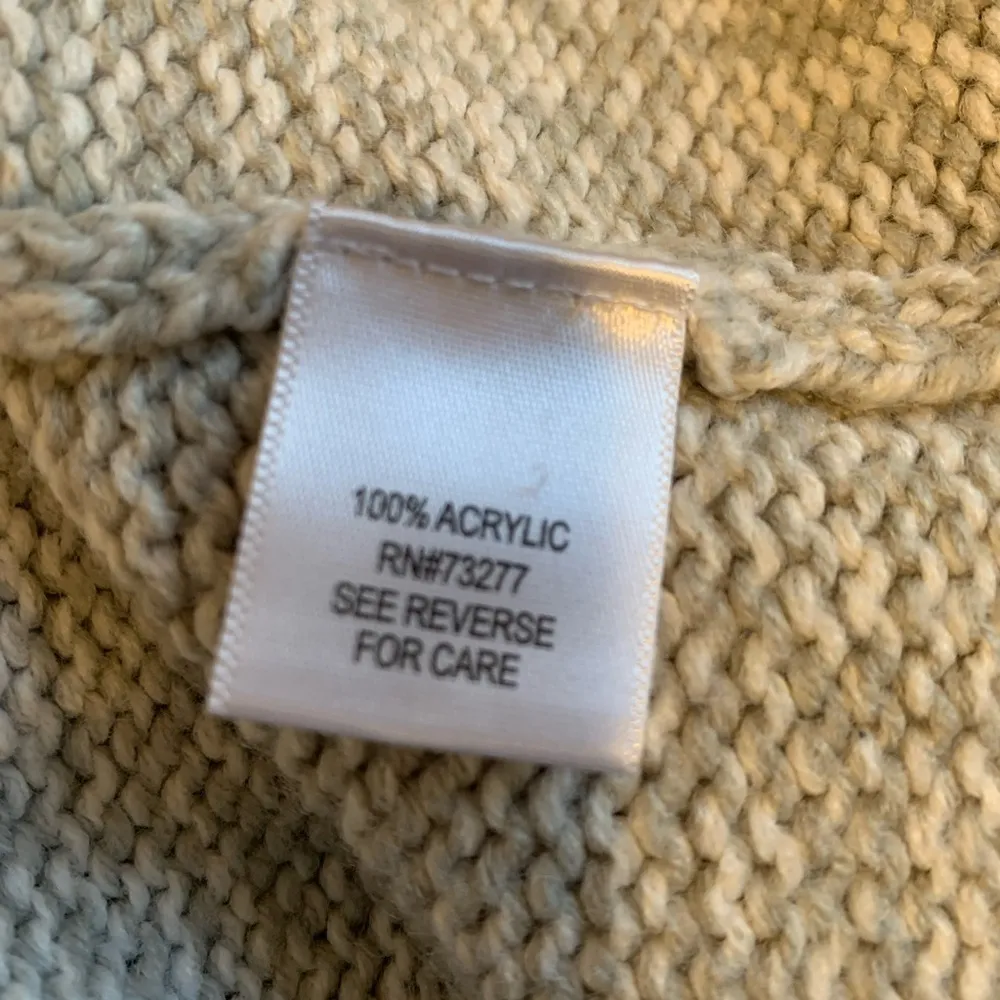 100% ACRYLIC
RN#73277
SEE REVERSE
FOR CARE